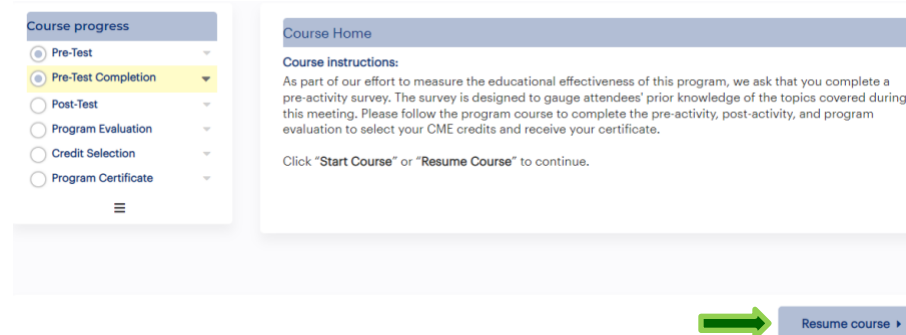 Course progress
Pre-Test
Pre-Test Completion
Post-Test
Program Evaluation
Credit Selection
Program Certificate
Course Home
Course instructions:
As part of our effort to measure the educational effectiveness of this program, we ask that you complete a
pre-activity survey. The survey is designed to gauge attendees' prior knowledge of the topics covered during
this meeting. Please follow the program course to complete the pre-activity, post-activity, and program
evaluation to select your CME credits and receive your certificate.
Click "Start Course" or "Resume Course" to continue.
Resume course